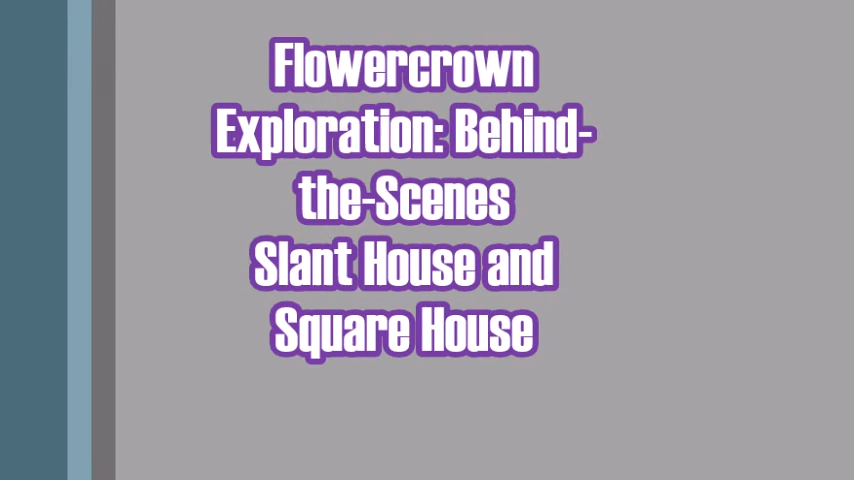 Flowercrown
Exploration: Behind-
the-Scenes
Slant House and
Square House